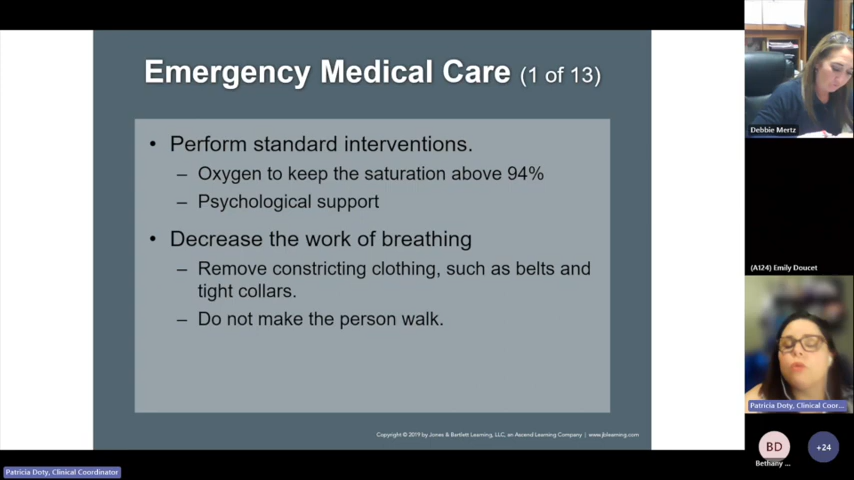 Emergency Medical Care (1 of 13)
• Perform standard interventions.
– Oxygen to keep the saturation above 94%
– Psychological support
• Decrease the work of breathing
– Remove constricting clothing, such as belts and
tight collars.
– Do not make the person walk.
Copyright © 2019 by Jones & Bartlett Learning, LLC, an Ascend Learning Company | www.jblearning.com
Debbie Mertz
(A124) Emily Doucet
Patricia Doty, Clinical Coor...
BD
+24
Bethany ...
Patricia Doty, Clinical Coordinator